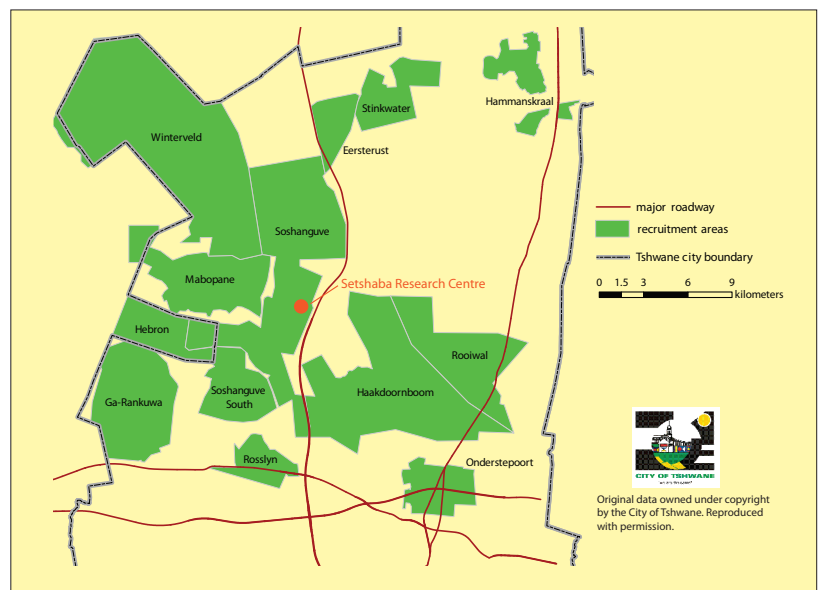 Hammanskraal
Stinkwater
Winterveld
Eersterust
major roadway
recruitment areas
Soshanguve
Tshwane city boundary
Mabopane
Setshaba Research Centre
0 1.5 3 6 9
kilometers
Hebron
Rooiwal
Soshanguve
South
Haakdoornboom
Ga-Rankuwa
Rosslyn
Onderstepoort
CITY OF TSHWANE
Original data owned under copyright
by the City of Tshwane. Reproduced
with permission.